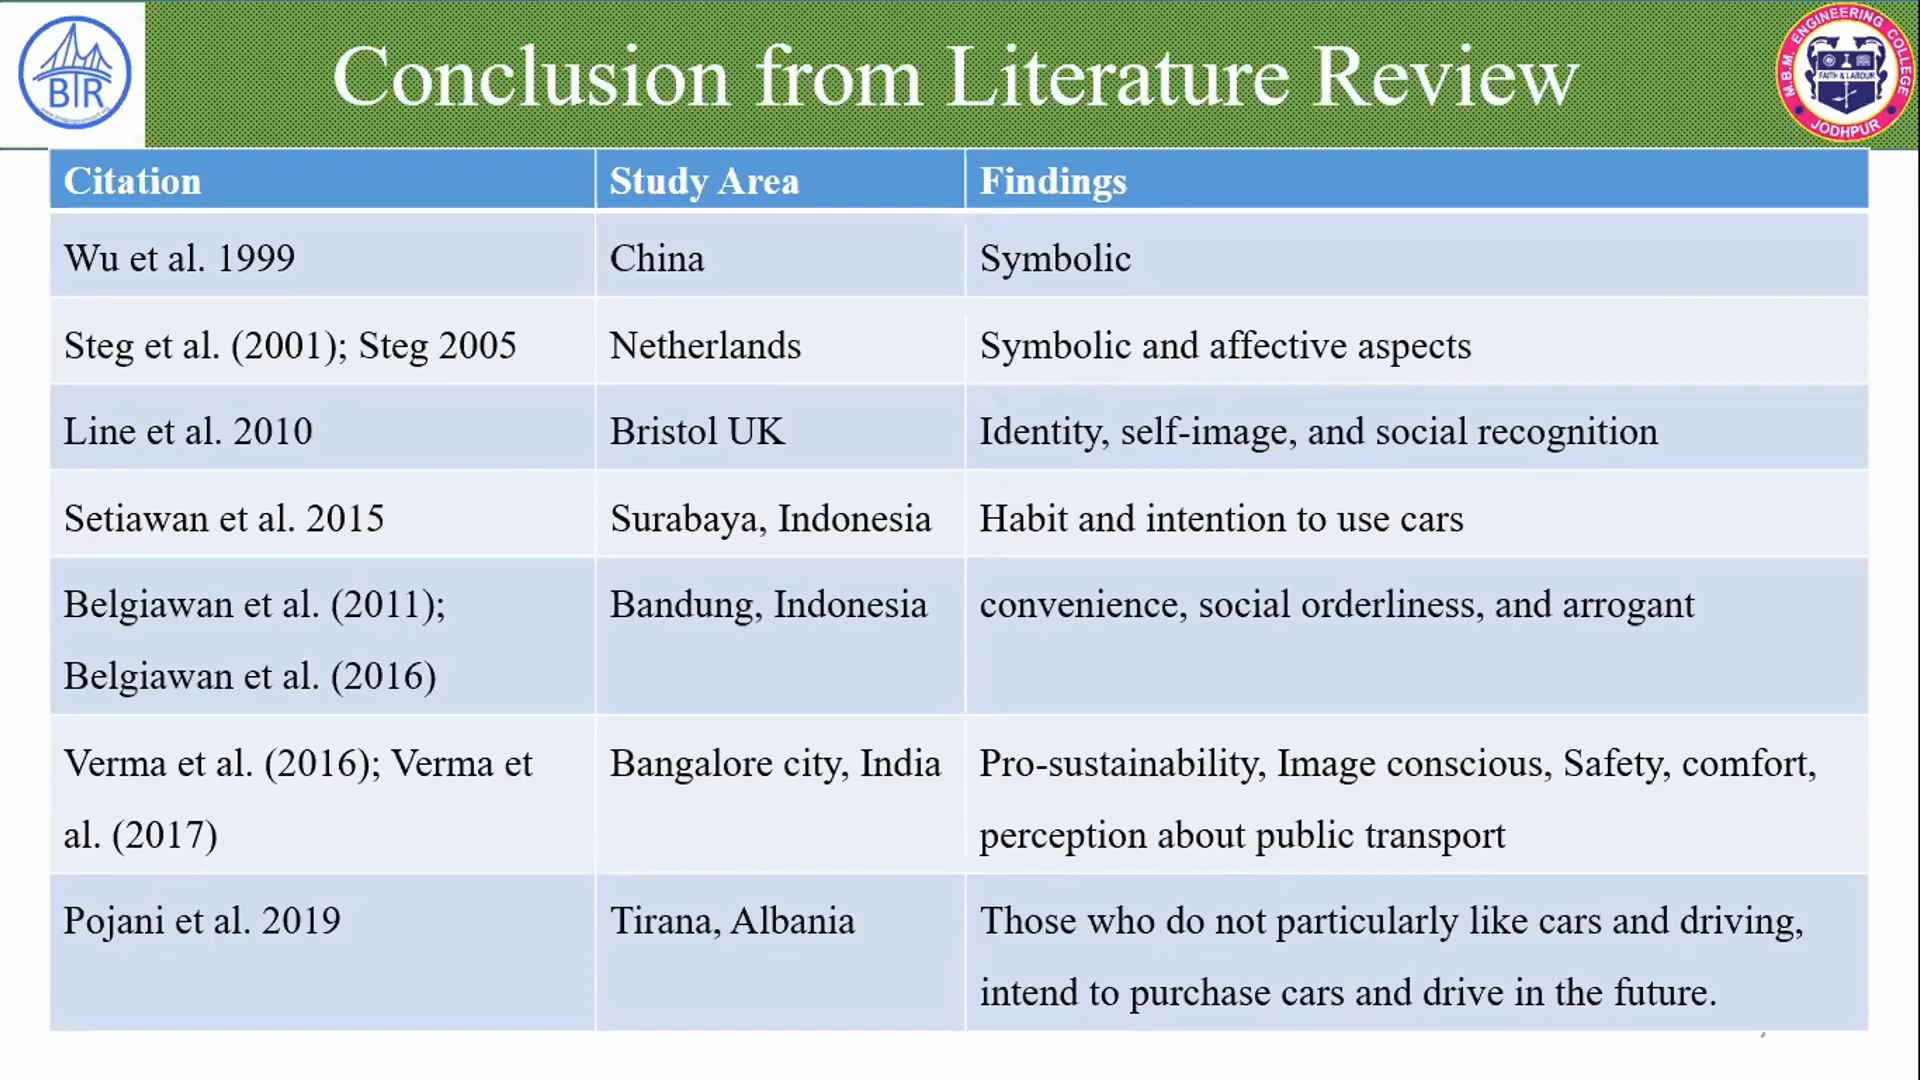 BTR
Conclusion from Literature Review
M.B.M. ENGINEERING COLLEGE
FAITH & LABOUR
JODHPUR
Citation Study Area Findings
Wu et al. 1999 China Symbolic
Steg et al. (2001); Steg 2005 Netherlands Symbolic and affective aspects
Line et al. 2010 Bristol UK Identity, self-image, and social recognition
Setiawan et al. 2015 Surabaya, Indonesia Habit and intention to use cars
Belgiawan et al. (2011); Bandung, Indonesia convenience, social orderliness, and arrogant
Belgiawan et al. (2016)
Verma et al. (2016); Verma et Bangalore city, India Pro-sustainability, Image conscious, Safety, comfort,
al. (2017) perception about public transport
Pojani et al. 2019 Tirana, Albania Those who do not particularly like cars and driving,
intend to purchase cars and drive in the future.